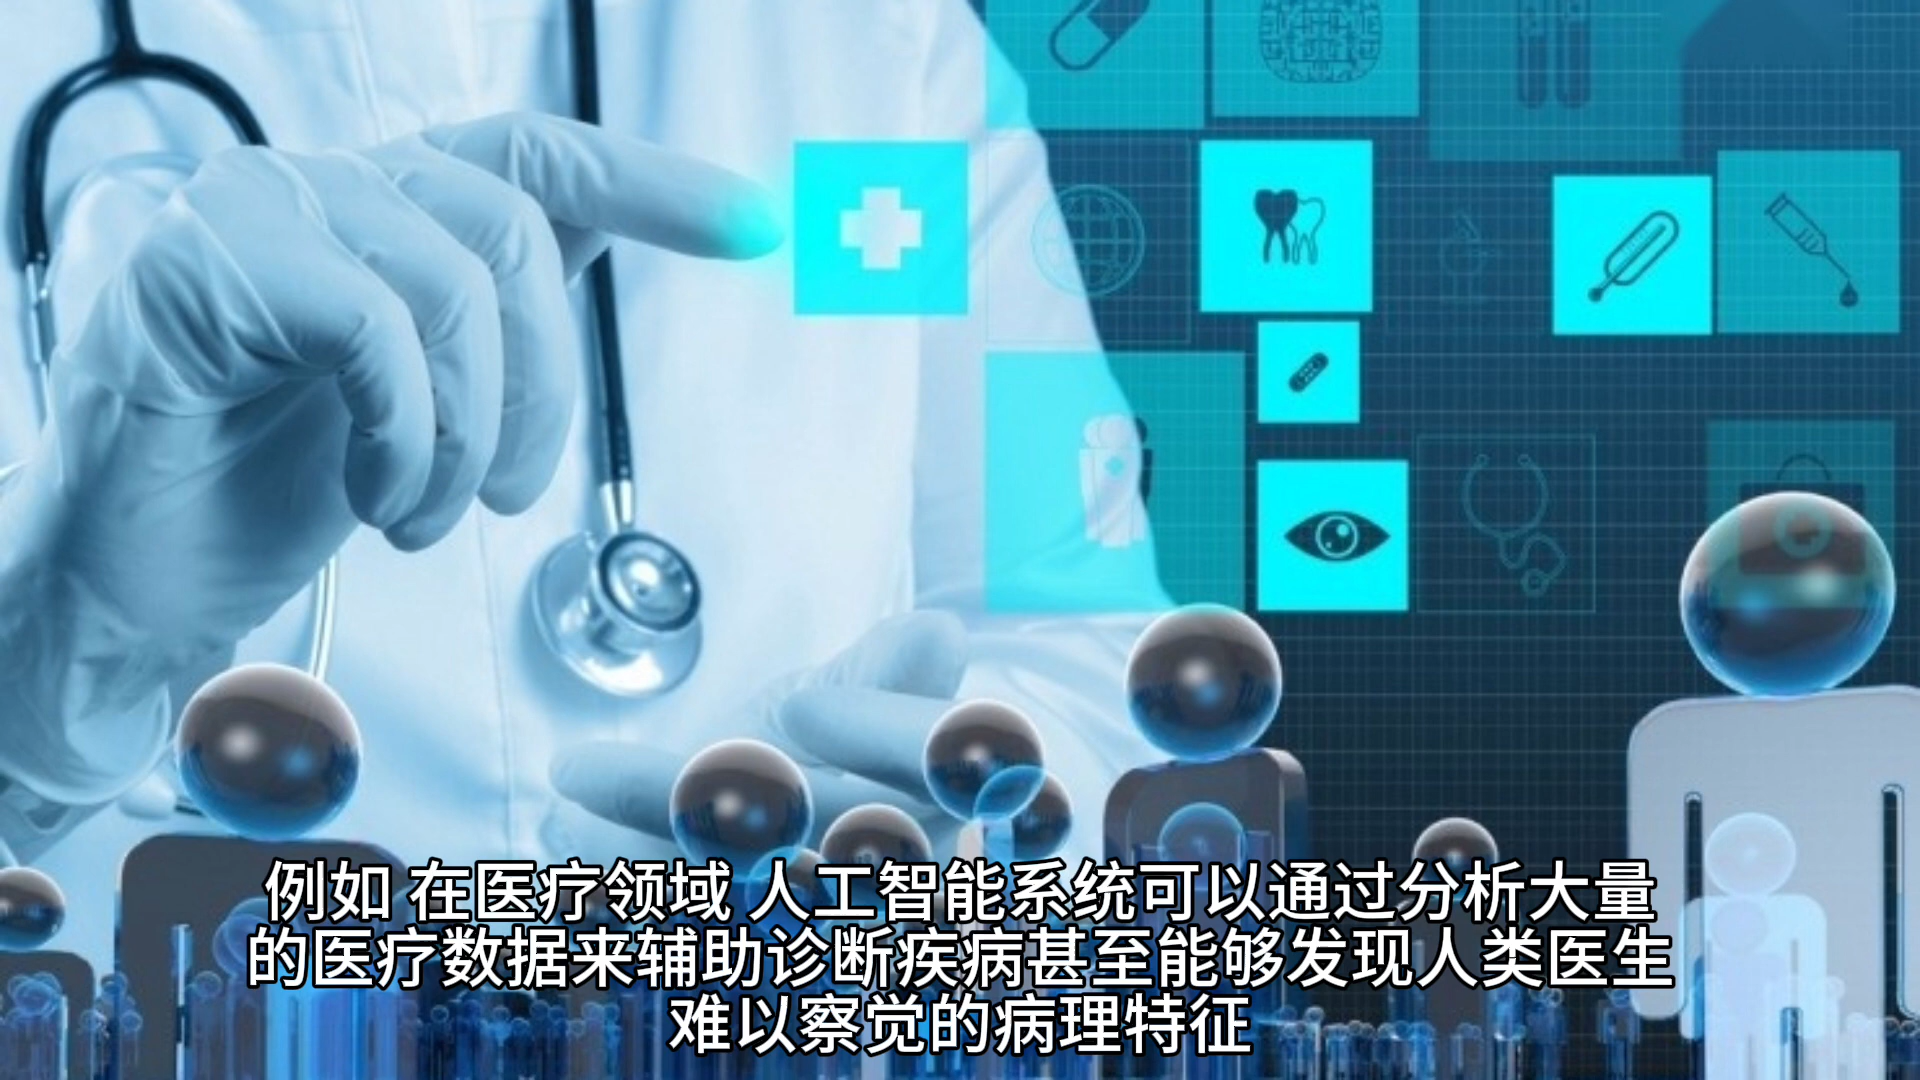 例如 在医疗领域 人工智能系统可以通过分析大量
的医疗数据来辅助诊断疾病甚至能够发现人类医生
难以察觉的病理特征